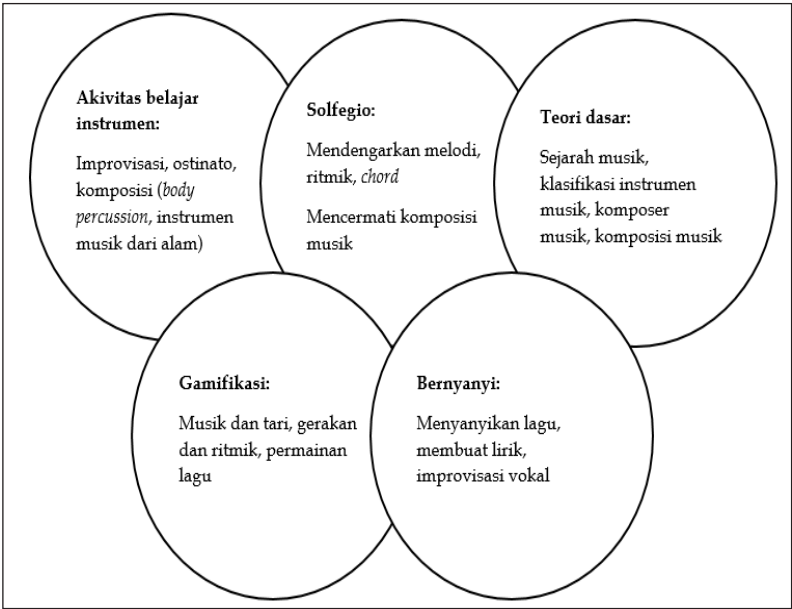 Akivitas belajar
instrumen:
Improvisasi, ostinato,
komposisi (body
percussion, instrumen
musik dari alam)
Solfegio:
Mendengarkan melodi,
ritmik, chord
Mencermati komposisi
musik
Teori dasar:
Sejarah musik,
klasifikasi instrumen
musik, komposer
musik, komposisi musik
Gamifikasi:
Musik dan tari, gerakan
dan ritmik, permainan
lagu
Bernyanyi:
Menyanyikan lagu,
membuat lirik,
improvisasi vokal